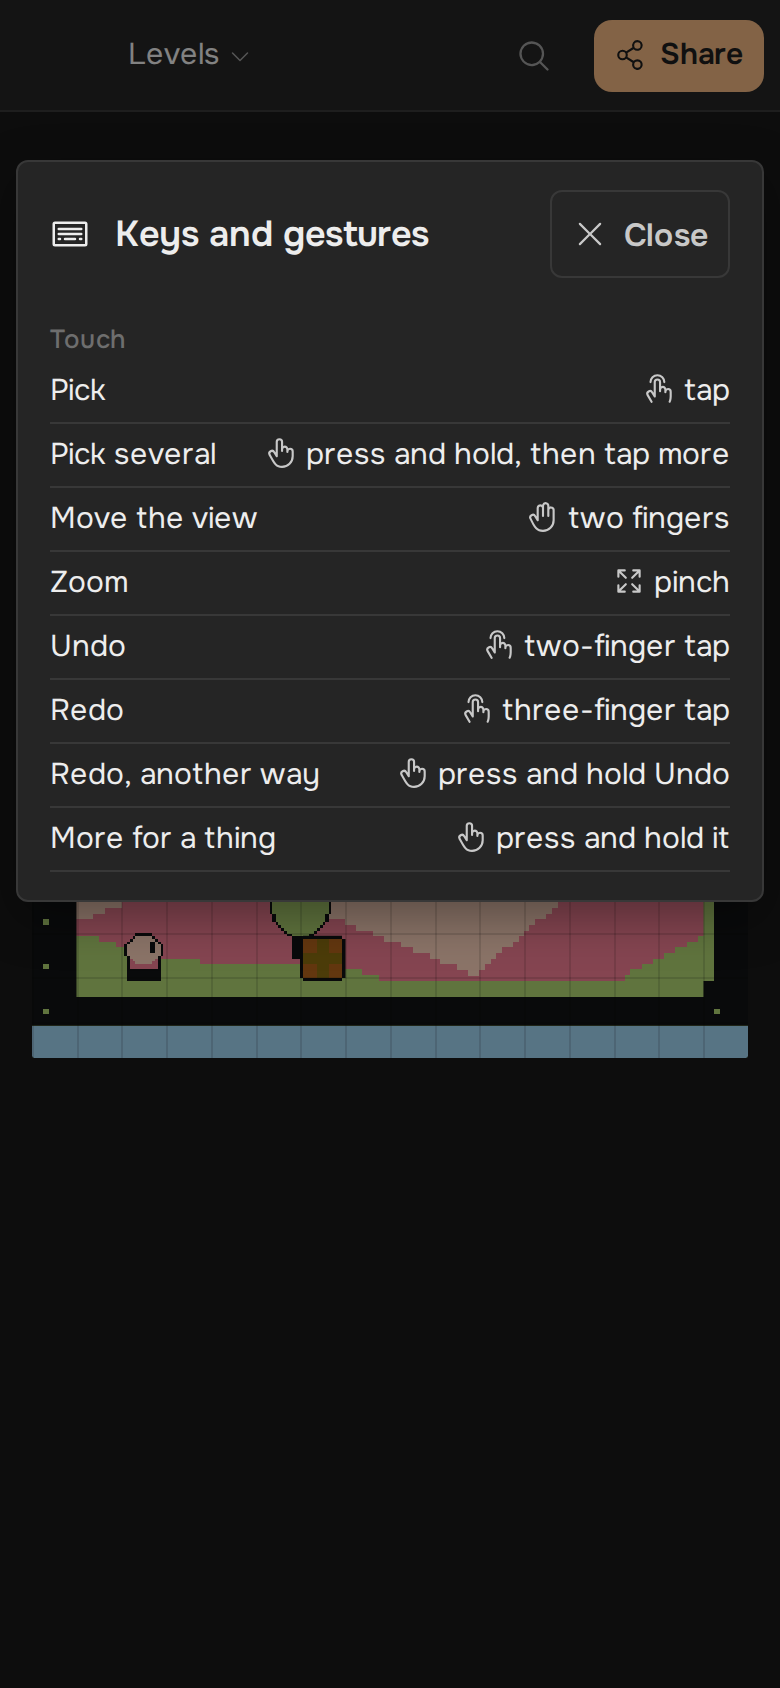 Levels
Share
Keys and gestures
Close
Touch
Pick
tap
Pick several
press and hold, then tap more
Move the view
two fingers
Zoom
pinch
Undo
two-finger tap
Redo
three-finger tap
Redo, another way
press and hold Undo
More for a thing
press and hold it